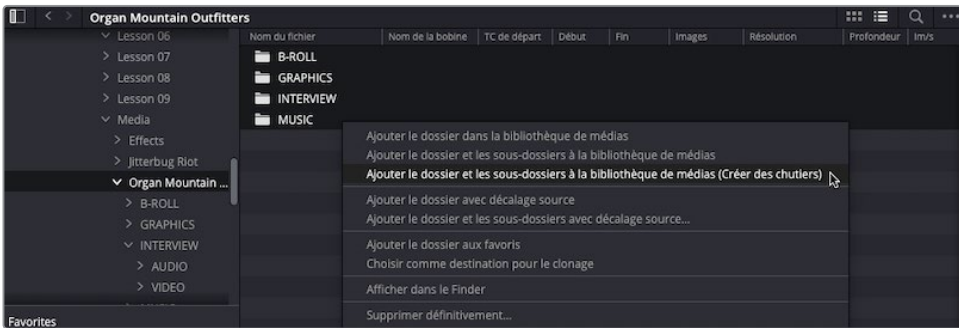 Organ Mountain Outfitters
Lesson 06
Lesson 07
Lesson 08
Lesson 09
Media
Effects
Jitterbug Riot
Organ Mountain ...
B-ROLL
GRAPHICS
INTERVIEW
AUDIO
VIDEO
Favorites
Nom du fichier Nom de la bobine TC de départ Début Fin Images Résolution Profondeur Im/s
B-ROLL
GRAPHICS
INTERVIEW
MUSIC
Ajouter le dossier dans la bibliothèque de médias
Ajouter le dossier et les sous-dossiers à la bibliothèque de médias
Ajouter le dossier et les sous-dossiers à la bibliothèque de médias (Créer des chutiers)
Ajouter le dossier avec décalage source
Ajouter le dossier et les sous-dossiers avec décalage source...
Ajouter le dossier aux favoris
Choisir comme destination pour le clonage
Afficher dans le Finder
Supprimer définitivement...